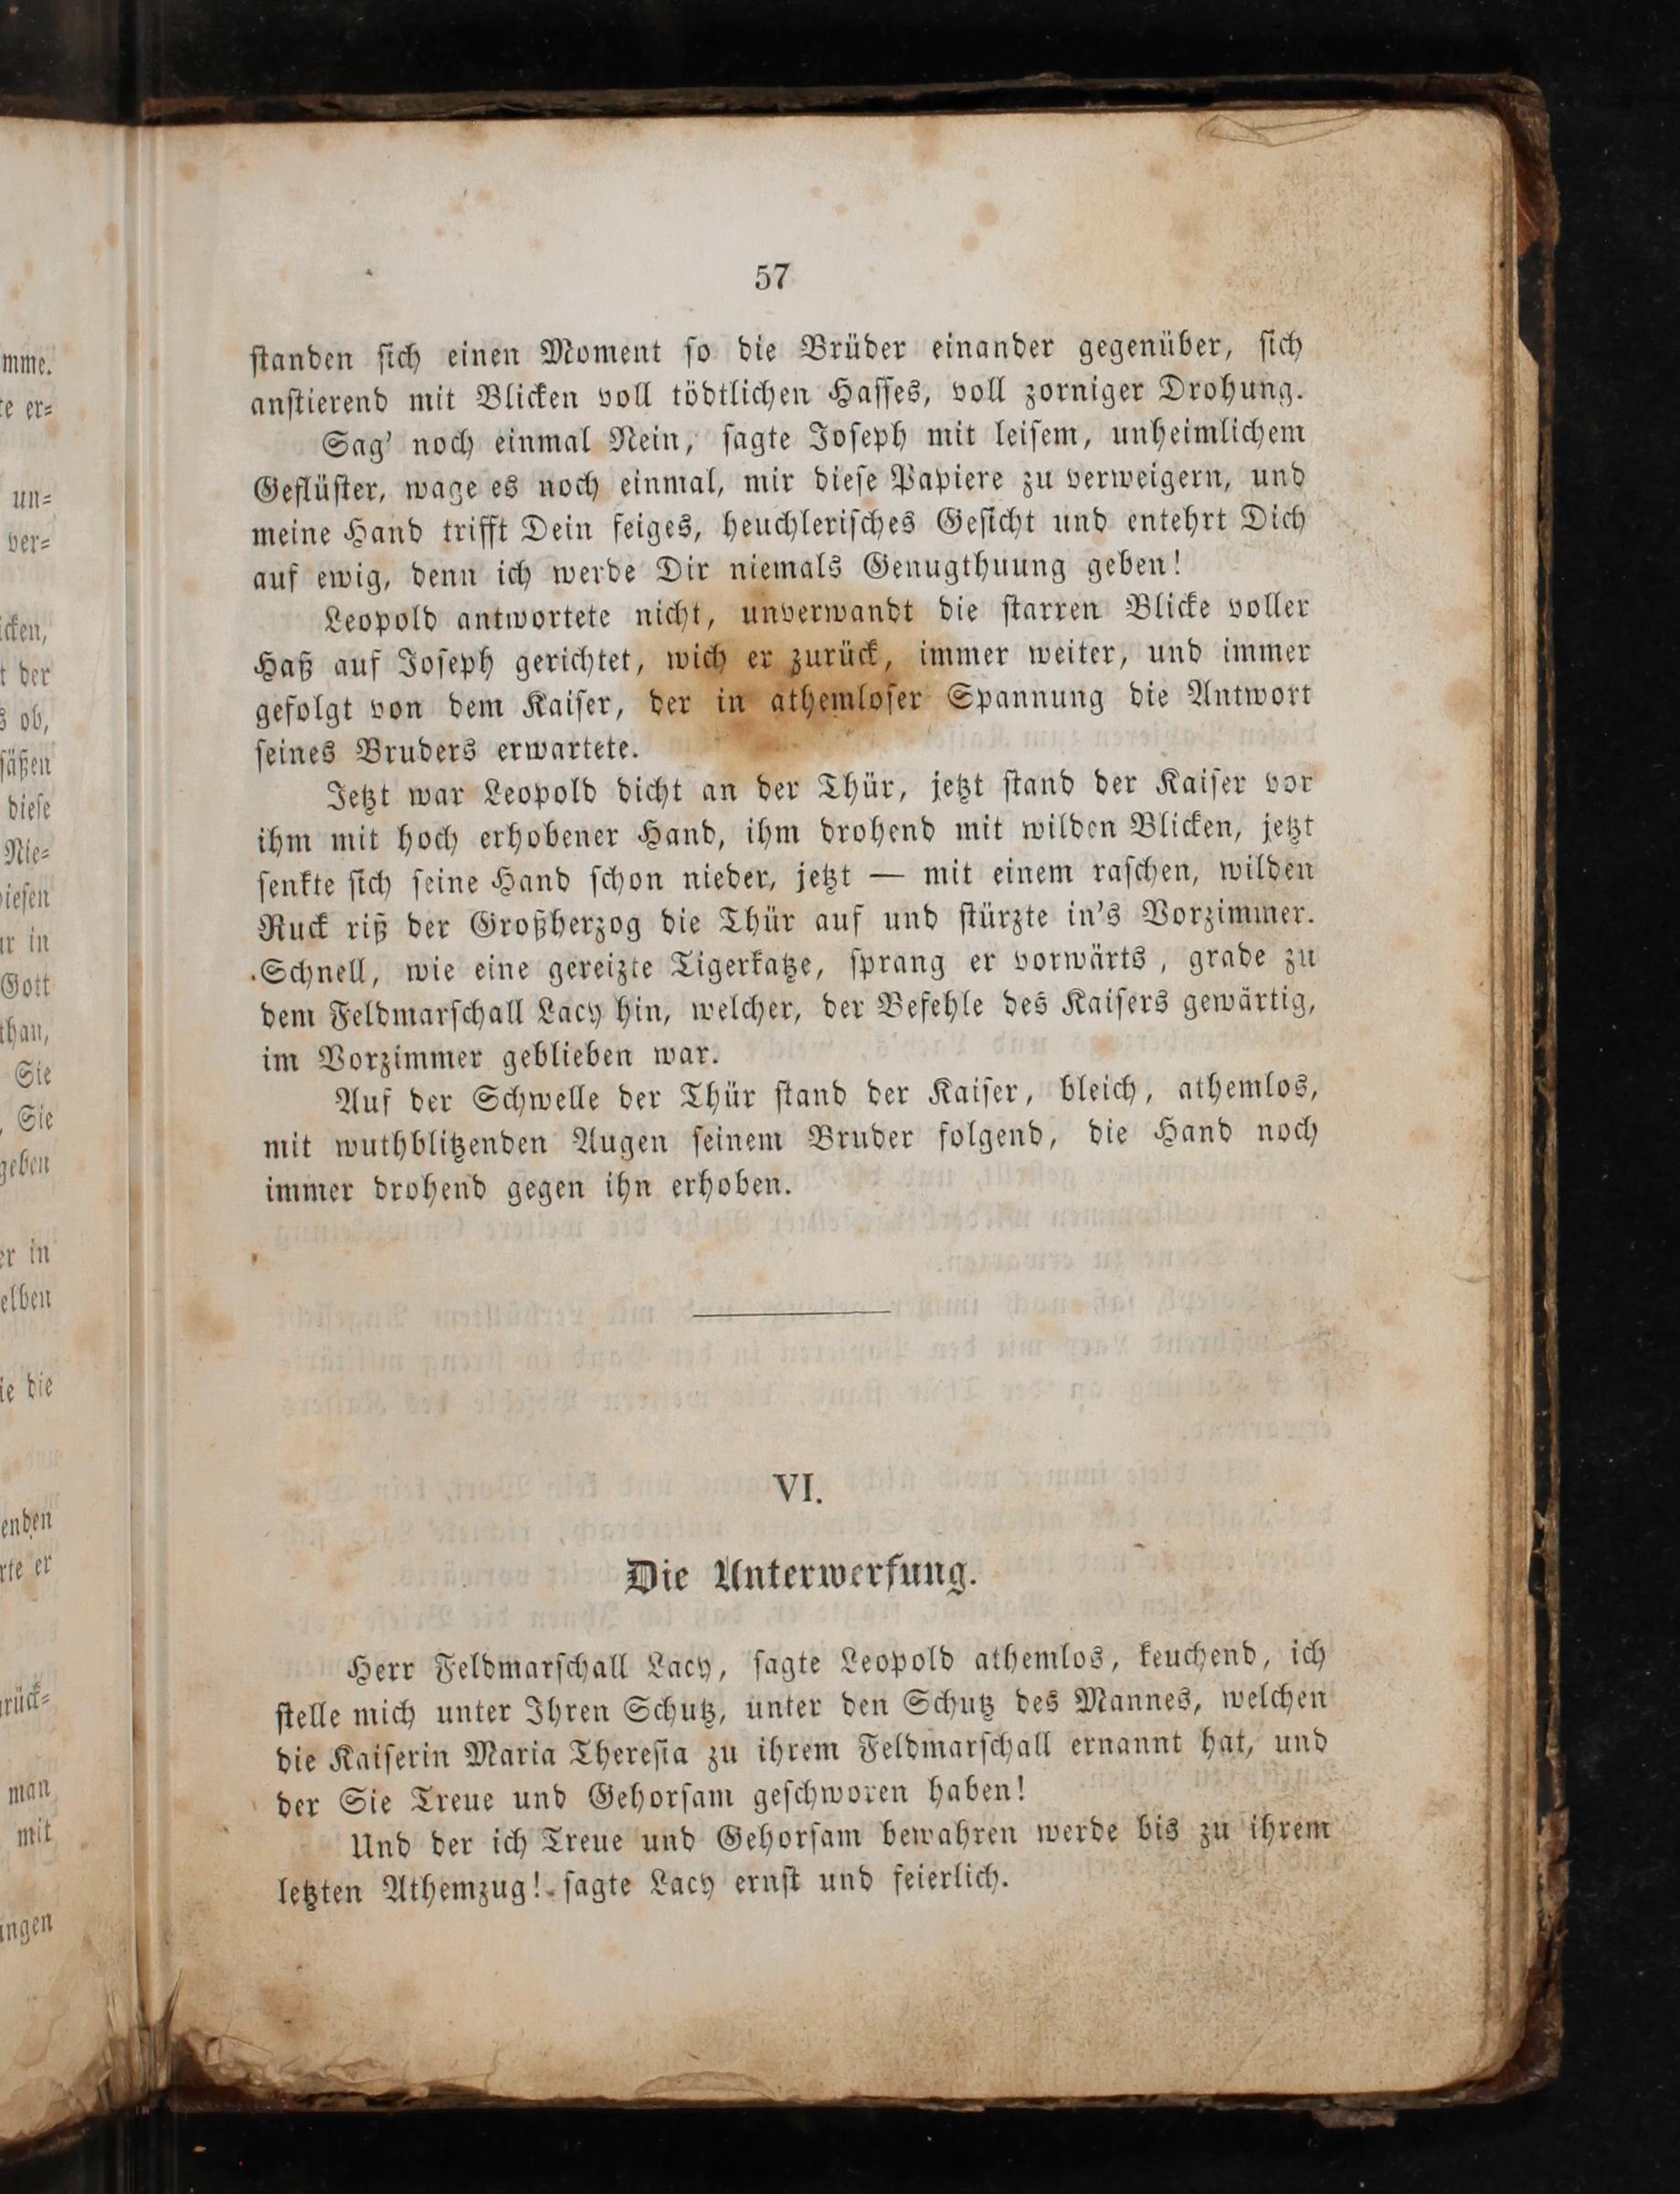 57
standen sich einen Moment so die Brüder einander gegenüber, sich
anstierend mit Blicken voll tödtlichen Hasses, voll zorniger Drohung.
Sag' noch einmal Nein, sagte Joseph mit leisem, unheimlichem
Geflüster, wage es noch einmal, mir diese Papiere zu verweigern, und
meine Hand trifft Dein feiges, heuchlerisches Gesicht und entehrt Dich
auf ewig, denn ich werde Dir niemals Genugthuung geben!
Leopold antwortete nicht, unverwandt die starren Blicke voller
Haß auf Joseph gerichtet, wich er zurück, immer weiter, und immer
gefolgt von dem Kaiser, der in athemloser Spannung die Antwort
seines Bruders erwartete.
Jetzt war Leopold dicht an der Thür, jetzt stand der Kaiser vor
ihm mit hoch erhobener Hand, ihm drohend mit wilden Blicken, jetzt
senkte sich seine Hand schon nieder, jetzt — mit einem raschen, wilden
Ruck riß der Großherzog die Thür auf und stürzte in's Vorzimmer.
Schnell, wie eine gereizte Tigerkatze, sprang er vorwärts, grade zu
dem Feldmarschall Lacy hin, welcher, der Befehle des Kaisers gewärtig,
im Vorzimmer geblieben war.
Auf der Schwelle der Thür stand der Kaiser, bleich, athemlos,
mit wuthblitzenden Augen seinem Bruder folgend, die Hand noch
immer drohend gegen ihn erhoben.
VI.
Die Unterwerfung.
Herr Feldmarschall Lacy, sagte Leopold athemlos, keuchend, ich
stelle mich unter Ihren Schutz, unter den Schutz des Mannes, welchen
die Kaiserin Maria Theresia zu ihrem Feldmarschall ernannt hat, und
der Sie Treue und Gehorsam geschworen haben!
Und der ich Treue und Gehorsam bewahren werde bis zu ihrem
letzten Athemzug! sagte Lacy ernst und feierlich.